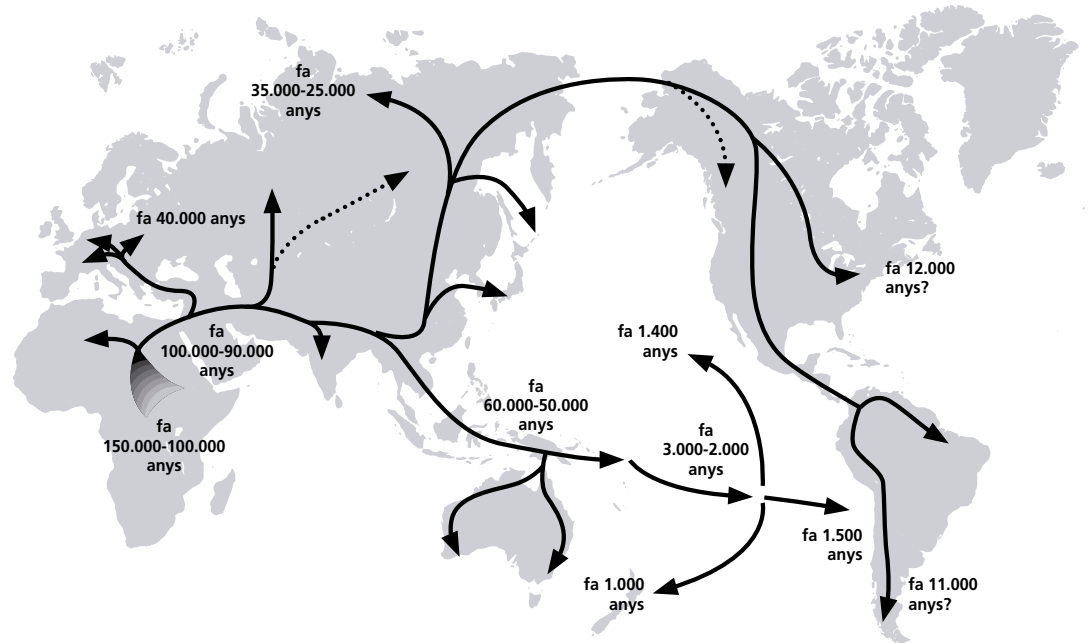 fa
35.000-25.000
anys
fa 40.000 anys
fa 12.000
anys?
fa
100.000-90.000
anys
fa 1.400
anys
fa
60.000-50.000
anys
fa
150.000-100.000
anys
fa
3.000-2.000
anys
fa 1.500
anys
fa 1.000
anys
fa 11.000
anys?